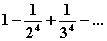 1 − 1/2⁴ + 1/3⁴ − ...